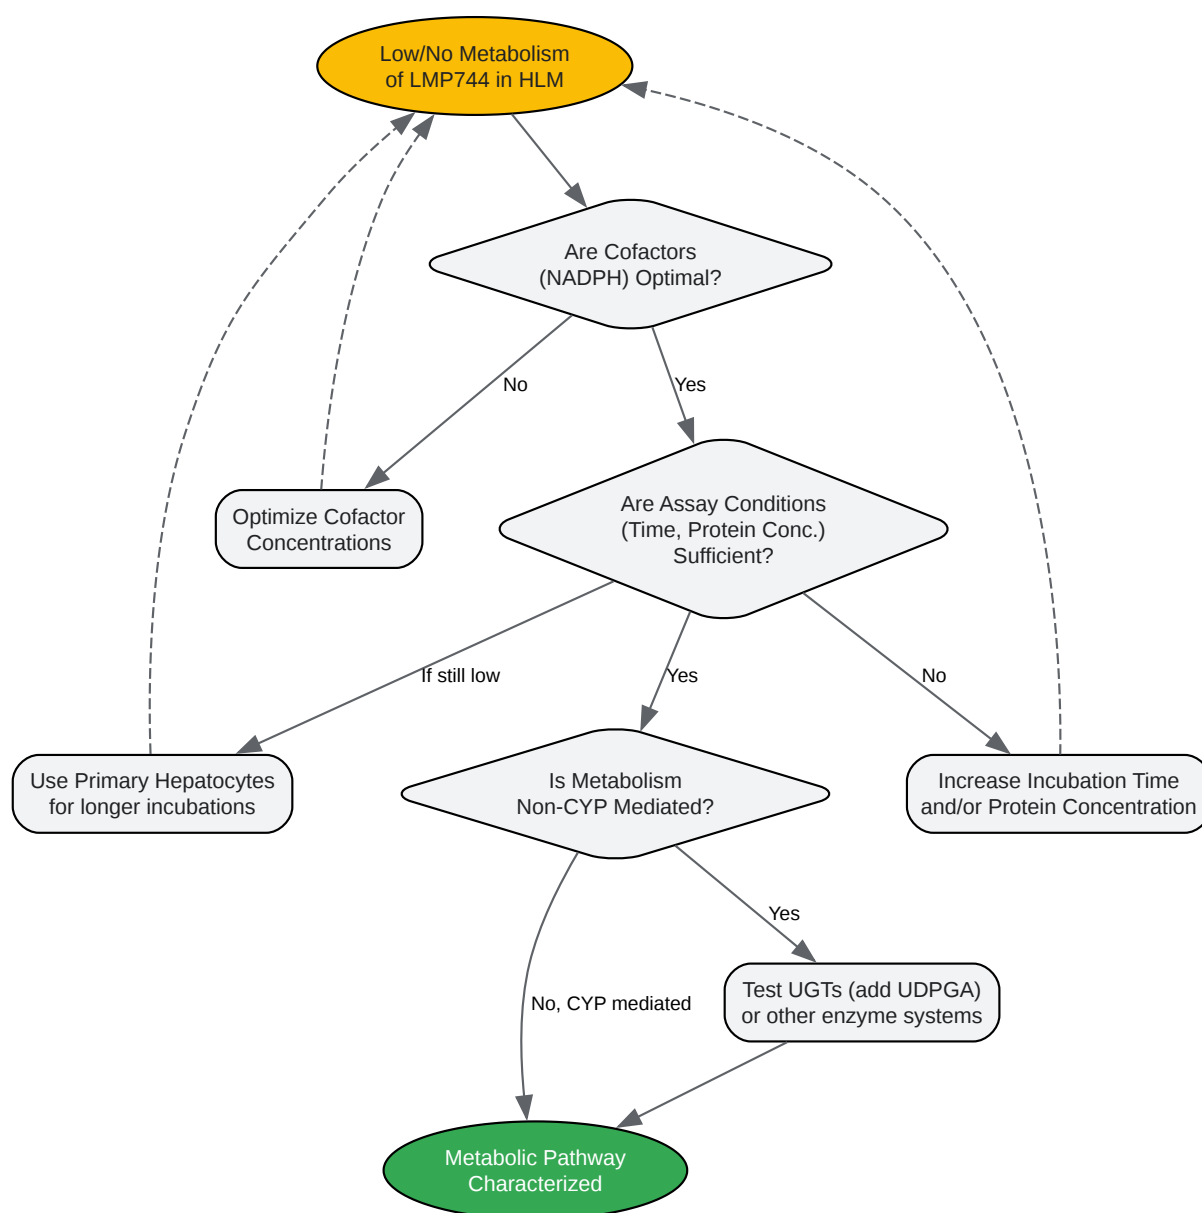 Low/No Metabolism
of LMP744 in HLM
Are Cofactors
(NADPH) Optimal?
No
Yes
Optimize Cofactor
Concentrations
Are Assay Conditions
(Time, Protein Conc.)
Sufficient?
If still low
Yes
No
Use Primary Hepatocytes
for longer incubations
Is Metabolism
Non-CYP Mediated?
Increase Incubation Time
and/or Protein Concentration
Yes
No, CYP mediated
Test UGTs (add UDPGA)
or other enzyme systems
Metabolic Pathway
Characterized